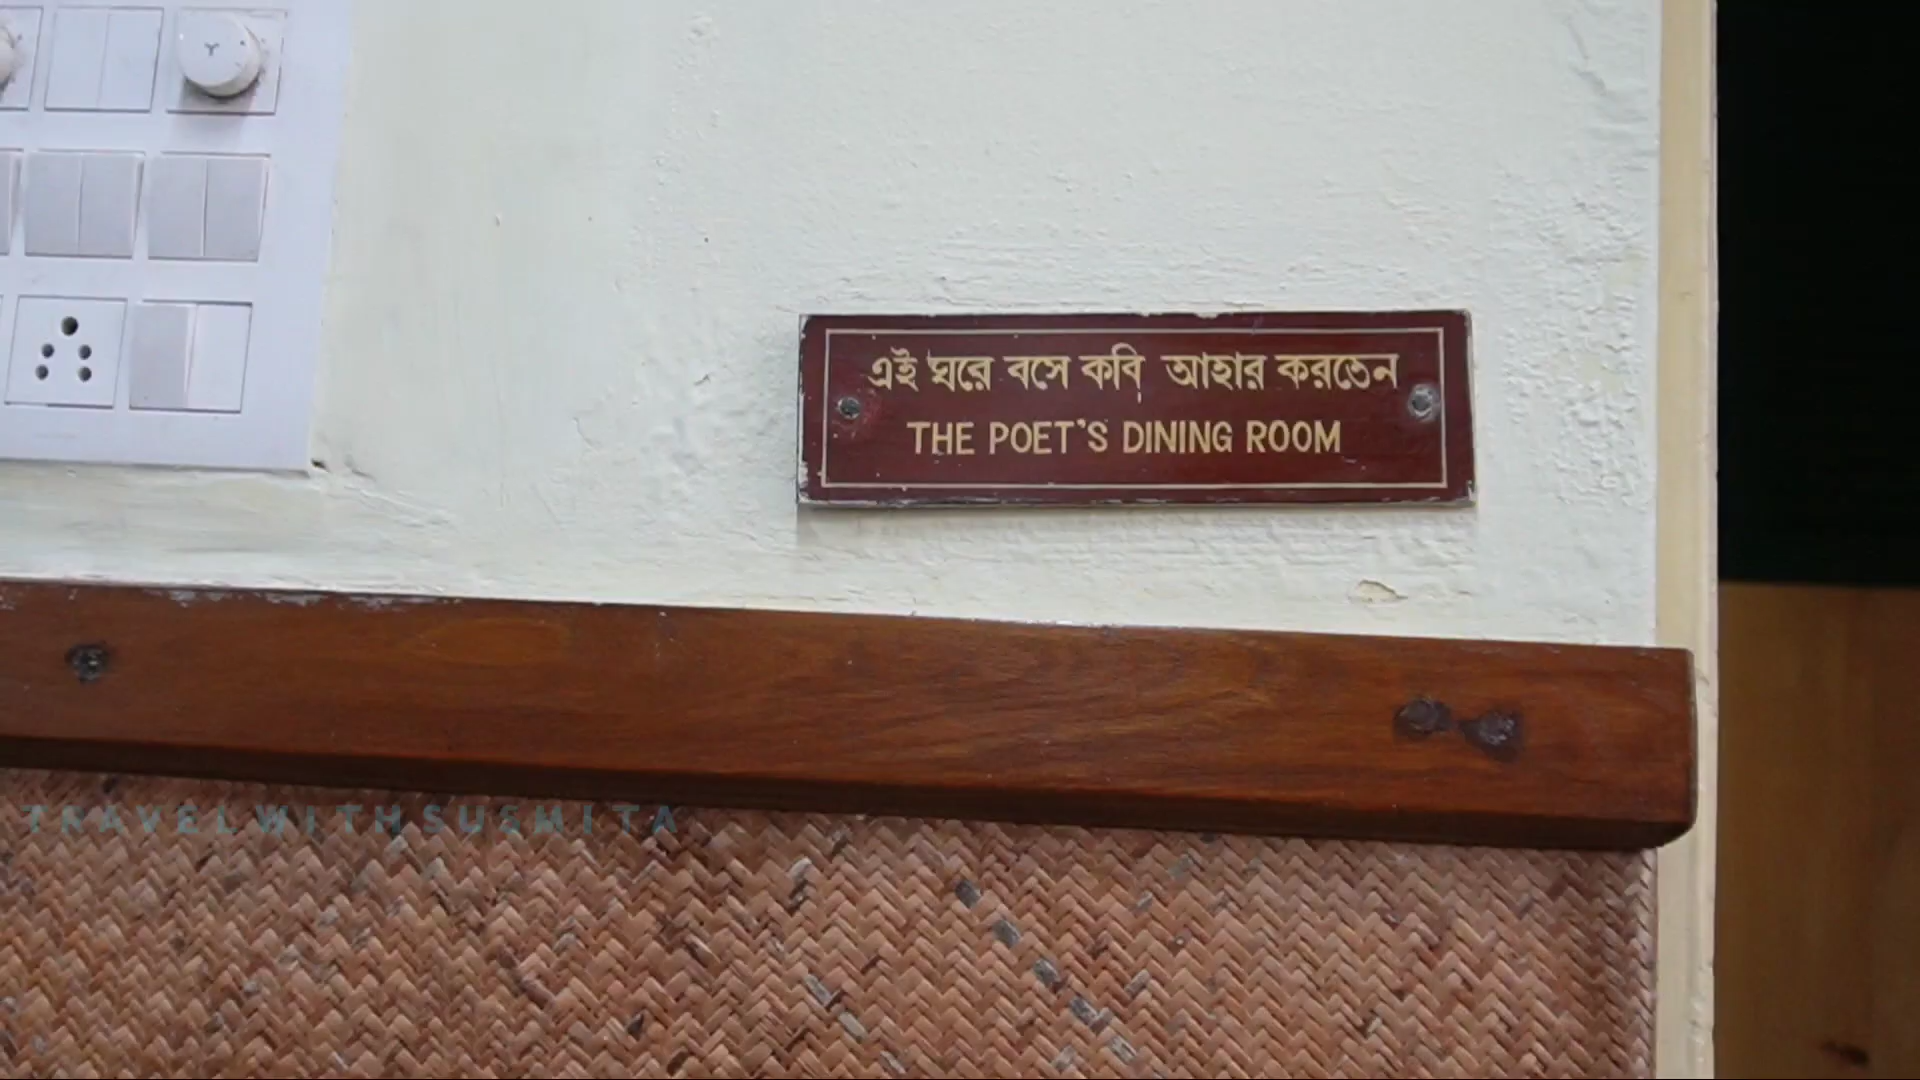 এই ঘরে বসে কবি আহার করতেন
THE POET'S DINING ROOM
TRAVELWITHSUSMITA